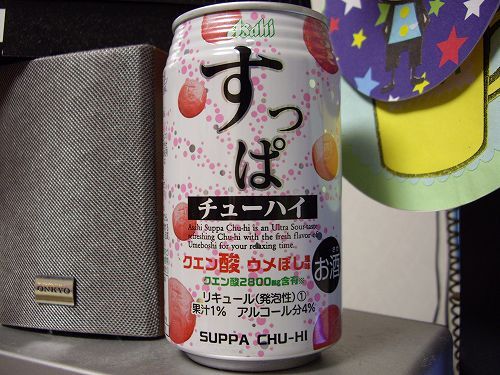 Asahi
すっぱ
チューハイ
Asahi Suppa Chu-hi is an Ultra Sour-taste
refreshing Chu-hi with the fresh flavor of
Umeboshi for your relaxing time.
クエン酸 ウメぼし味
クエン酸2800mg含有※
お酒
リキュール(発泡性)①
果汁1% アルコール分4%
SUPPA CHU-HI
ONKYO